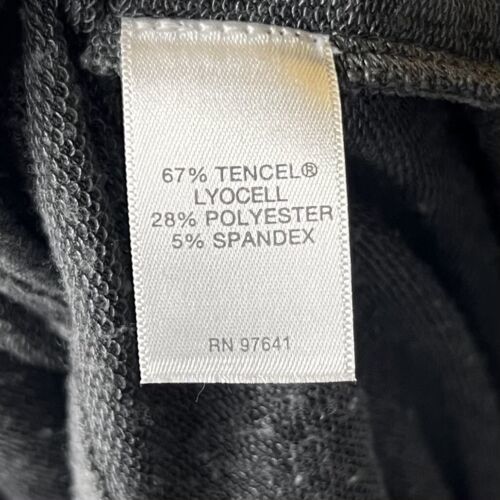 67% TENCEL®
LYOCELL
28% POLYESTER
5% SPANDEX
RN 97641